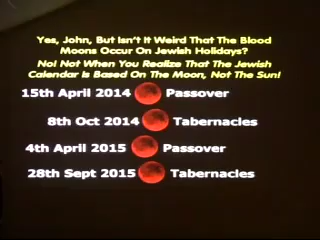 Yes, John, But Isn't It Weird That The Blood
Moons Occur On Jewish Holidays?
No! Not When You Realize That The Jewish
Calendar Is Based On The Moon, Not The Sun!
15th April 2014 Passover
8th Oct 2014 Tabernacles
4th April 2015 Passover
28th Sept 2015 Tabernacles